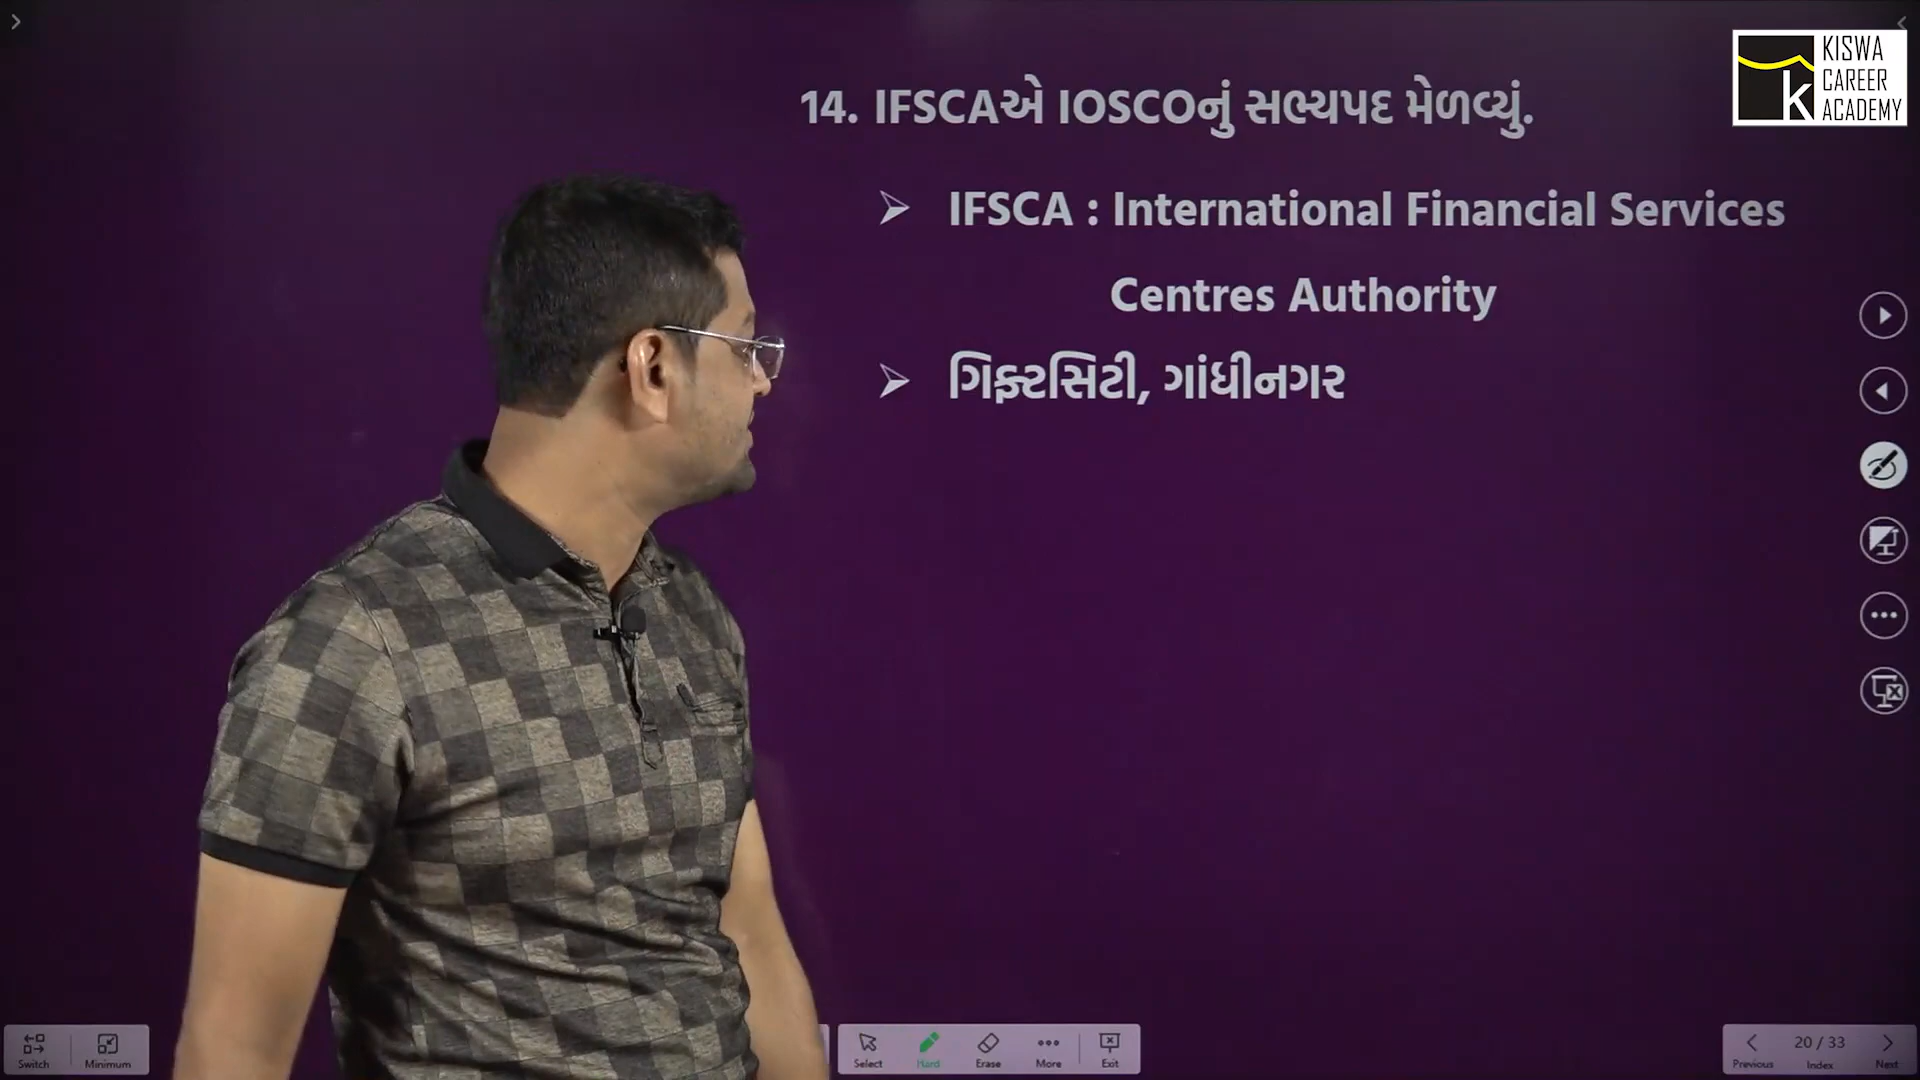 KISWA
CAREER
ACADEMY
14. IFSCAએ IOSCOનું સભ્યપદ મેળવ્યું.
➢ IFSCA : International Financial Services
Centres Authority
➢ ગિફ્ટસિટી, ગાંધીનગર
Switch Minimum Select Hard Erase More Exit
20 / 33
Previous Index Next